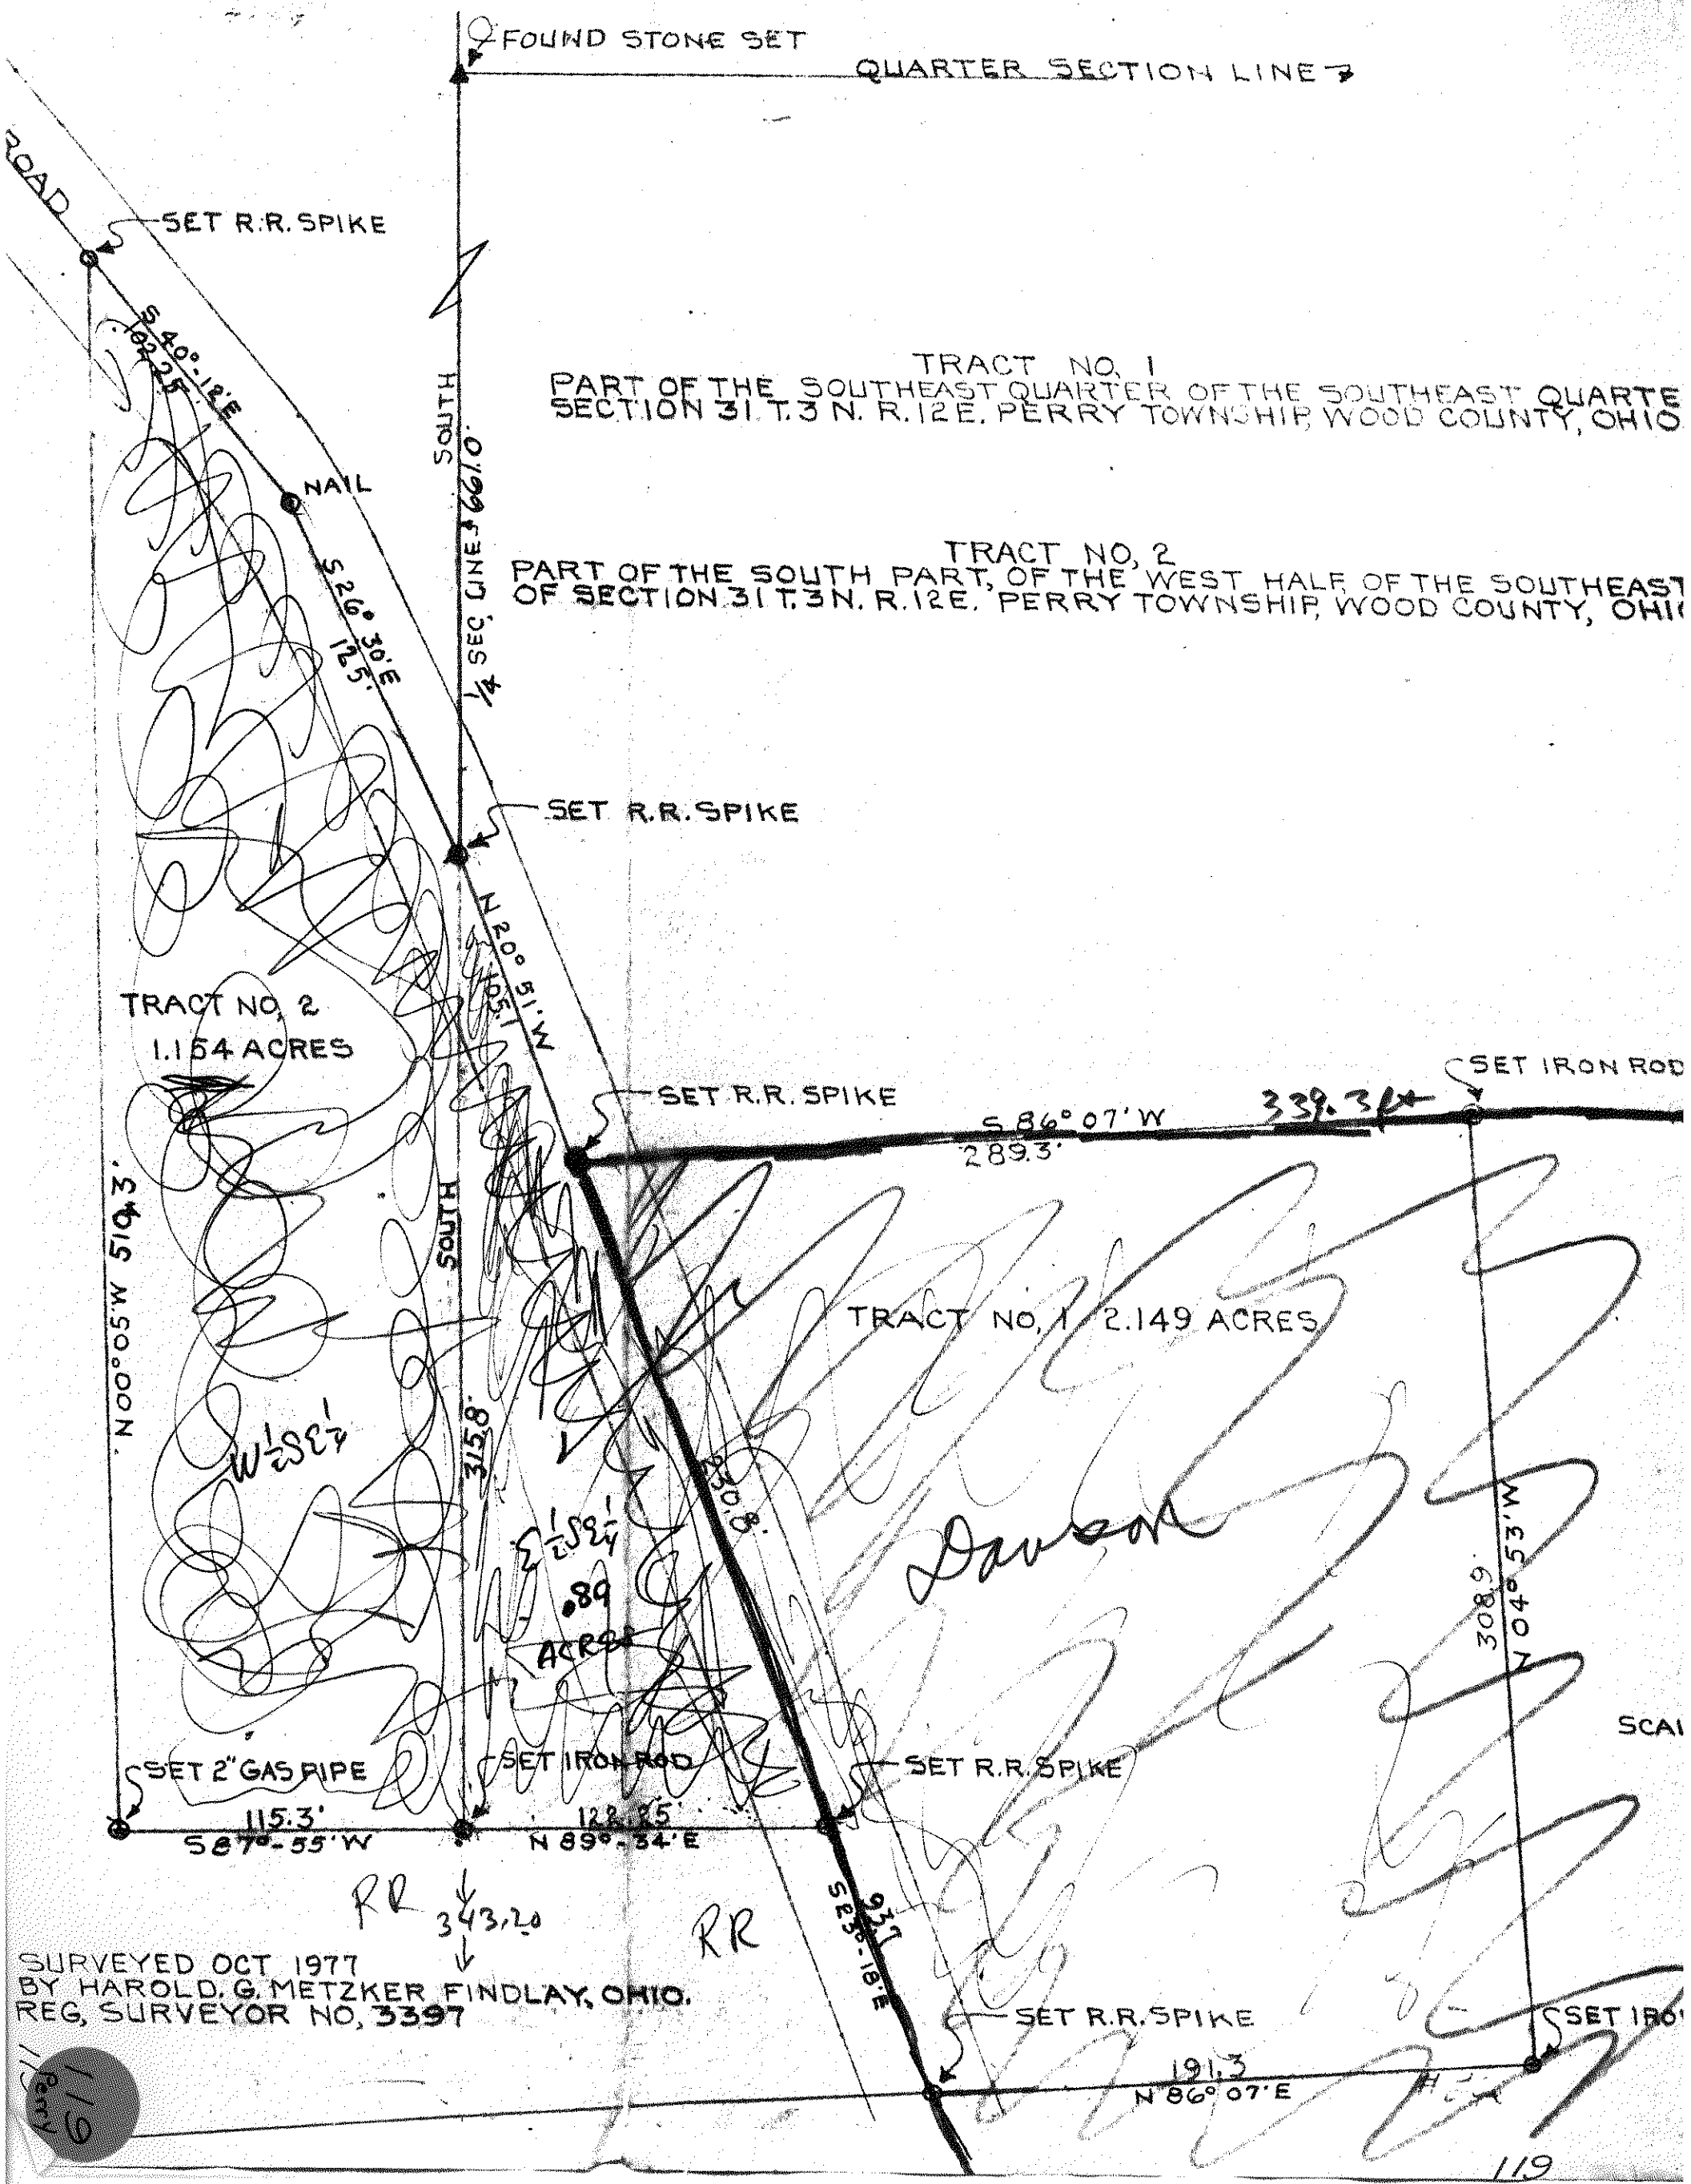 FOUND STONE SET
QUARTER SECTION LINE
ROAD
SET R.R. SPIKE
S 40°-12'E
102.25
TRACT NO. 1
PART OF THE SOUTHEAST QUARTER OF THE SOUTHEAST QUARTE
SECTION 31 T.3 N. R.12E. PERRY TOWNSHIP, WOOD COUNTY, OHIO
SOUTH
1/4 SEC. LINE 661.0'
NAIL
S 26° 30'E
125'
TRACT NO, 2
PART OF THE SOUTH PART, OF THE WEST HALF, OF THE SOUTHEAST
OF SECTION 31 T.3N. R.12E. PERRY TOWNSHIP, WOOD COUNTY, OHI
SET R.R. SPIKE
N 20° 51' W
105.1
TRACT NO, 2
1.154 ACRES
SET R.R. SPIKE
SET IRON ROD
S 86° 07' W
339.3 ft
289.3'
N 00° 05' W 510.3'
SOUTH
315.8'
TRACT NO, 1 2.149 ACRES
W½SE¼
E½SE¼
.89
ACRES
230.8'
Dawson
308.9'
N 04° 53' W
SCAL
SET 2" GAS PIPE
SET IRON ROD
SET R.R. SPIKE
115.3'
S 87°-55' W
122.25'
N 89°-34' E
RR
343.20
RR
93.7
S 23°-18'E
SURVEYED OCT 1977
BY HAROLD. G. METZKER FINDLAY, OHIO.
REG, SURVEYOR NO, 3397
SET R.R. SPIKE
SET IRO
191.3
N 86° 07' E
119
Perry
119